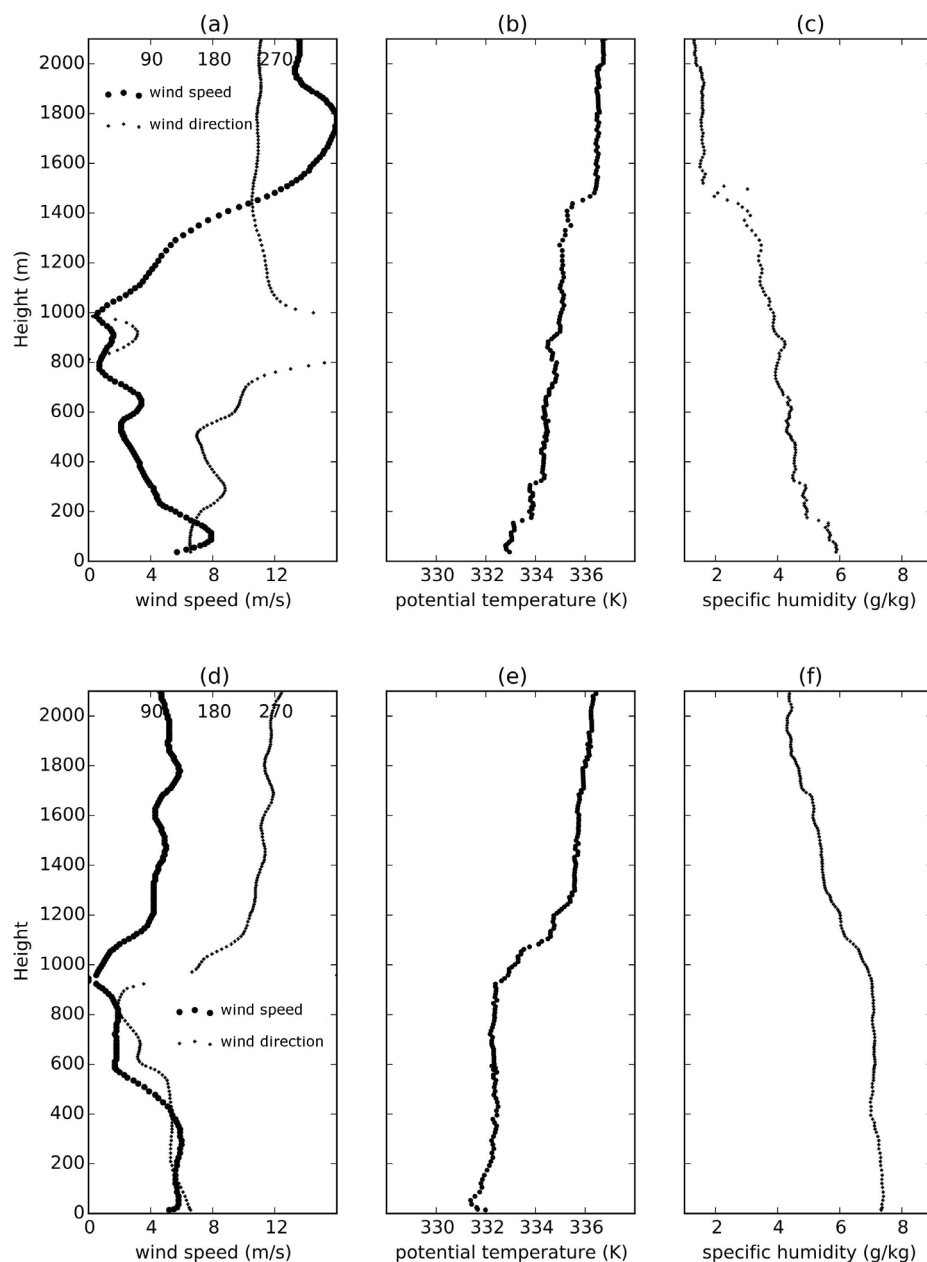 (a)
(b)
(c)
90 180 270
wind speed
wind direction
2000
1800
1600
1400
1200
1000
800
600
400
200
0
Height (m)
0 4 8 12
wind speed (m/s)
330 332 334 336
potential temperature (K)
2 4 6 8
specific humidity (g/kg)
(d)
(e)
(f)
90 180 270
2000
1800
1600
1400
1200
1000
800
600
400
200
0
Height
wind speed
wind direction
0 4 8 12
wind speed (m/s)
330 332 334 336
potential temperature (K)
2 4 6 8
specific humidity (g/kg)